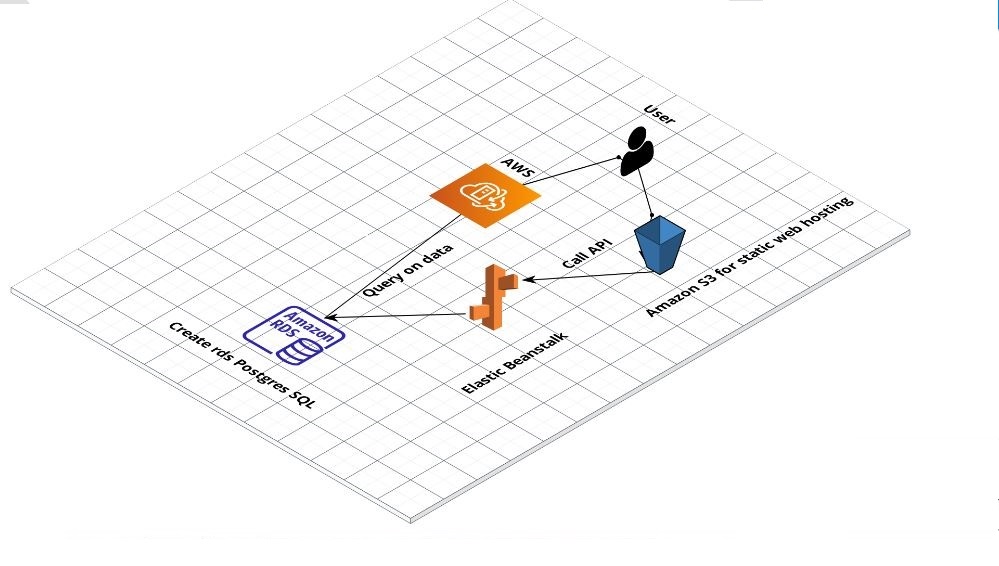 User
AWS
Query on data
Call API
Amazon S3 for static web hosting
Amazon
RDS
Create rds Postgres SQL
Elastic Beanstalk